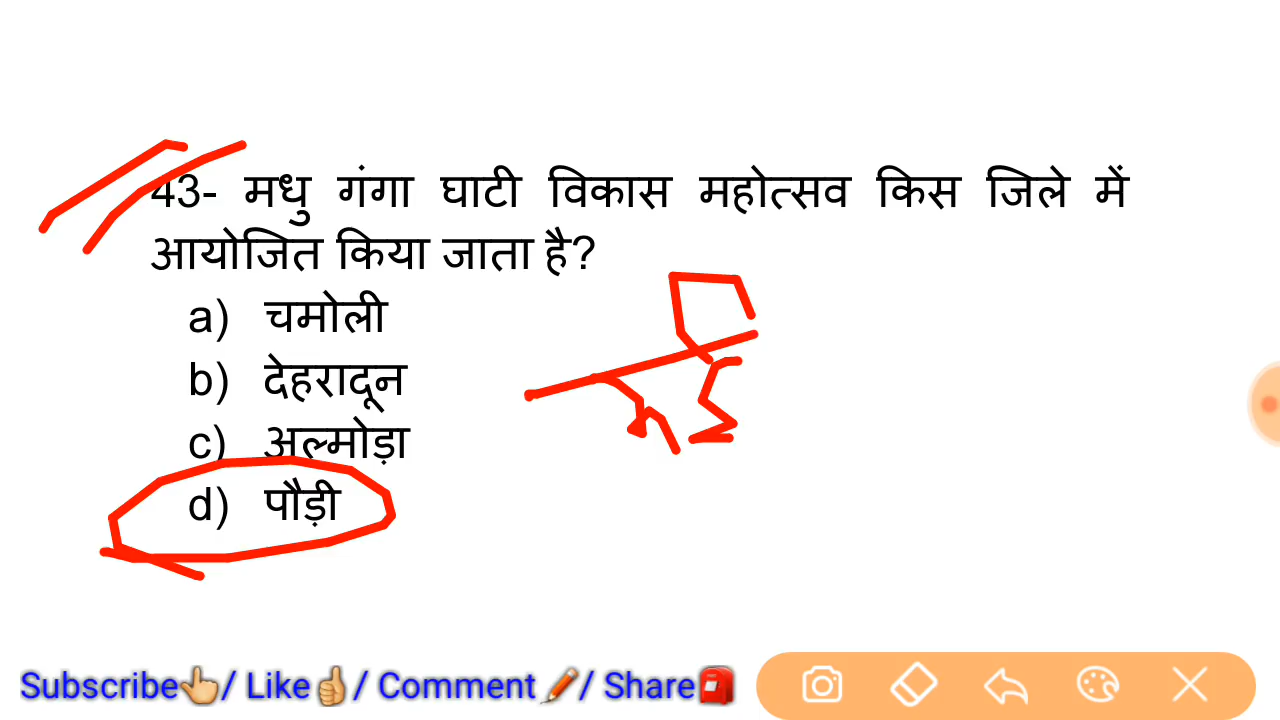 43- मधु गंगा घाटी विकास महोत्सव किस जिले में
आयोजित किया जाता है?
a) चमोली
b) देहरादून
c) अल्मोड़ा
d) पौड़ी
Subscribe👆/ Like👍/ Comment 🖍/ Share🎒